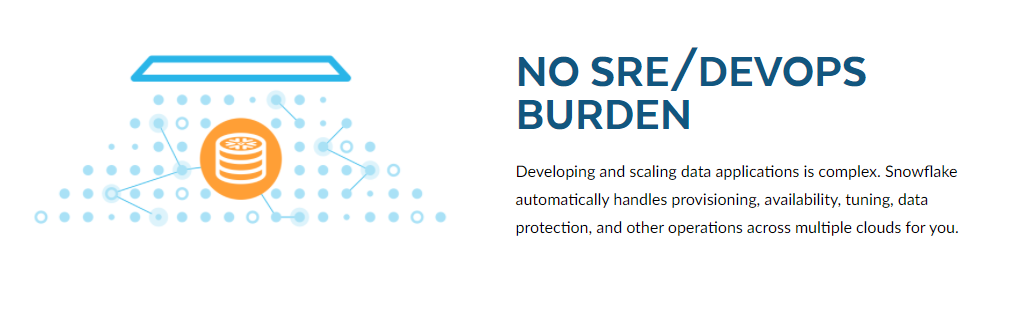 NO SRE/DEVOPS
BURDEN
Developing and scaling data applications is complex. Snowflake
automatically handles provisioning, availability, tuning, data
protection, and other operations across multiple clouds for you.